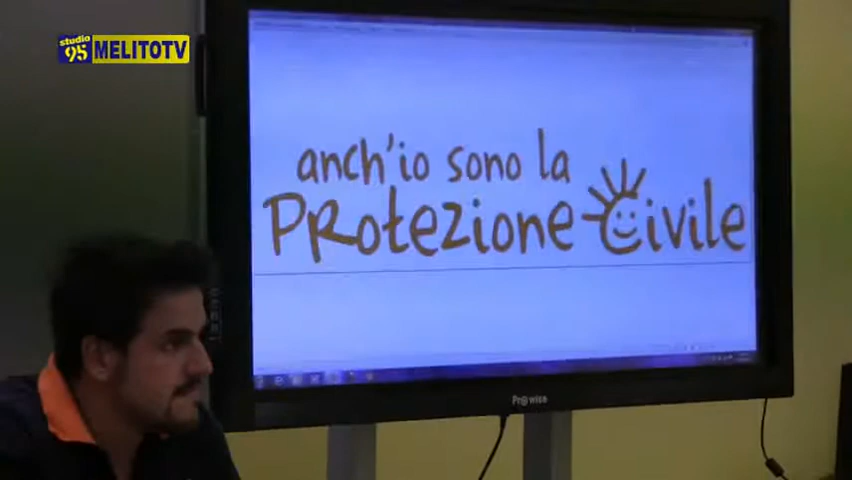 studio
95 MELITOTV
anch'io sono la
Protezione Civile
Prowise